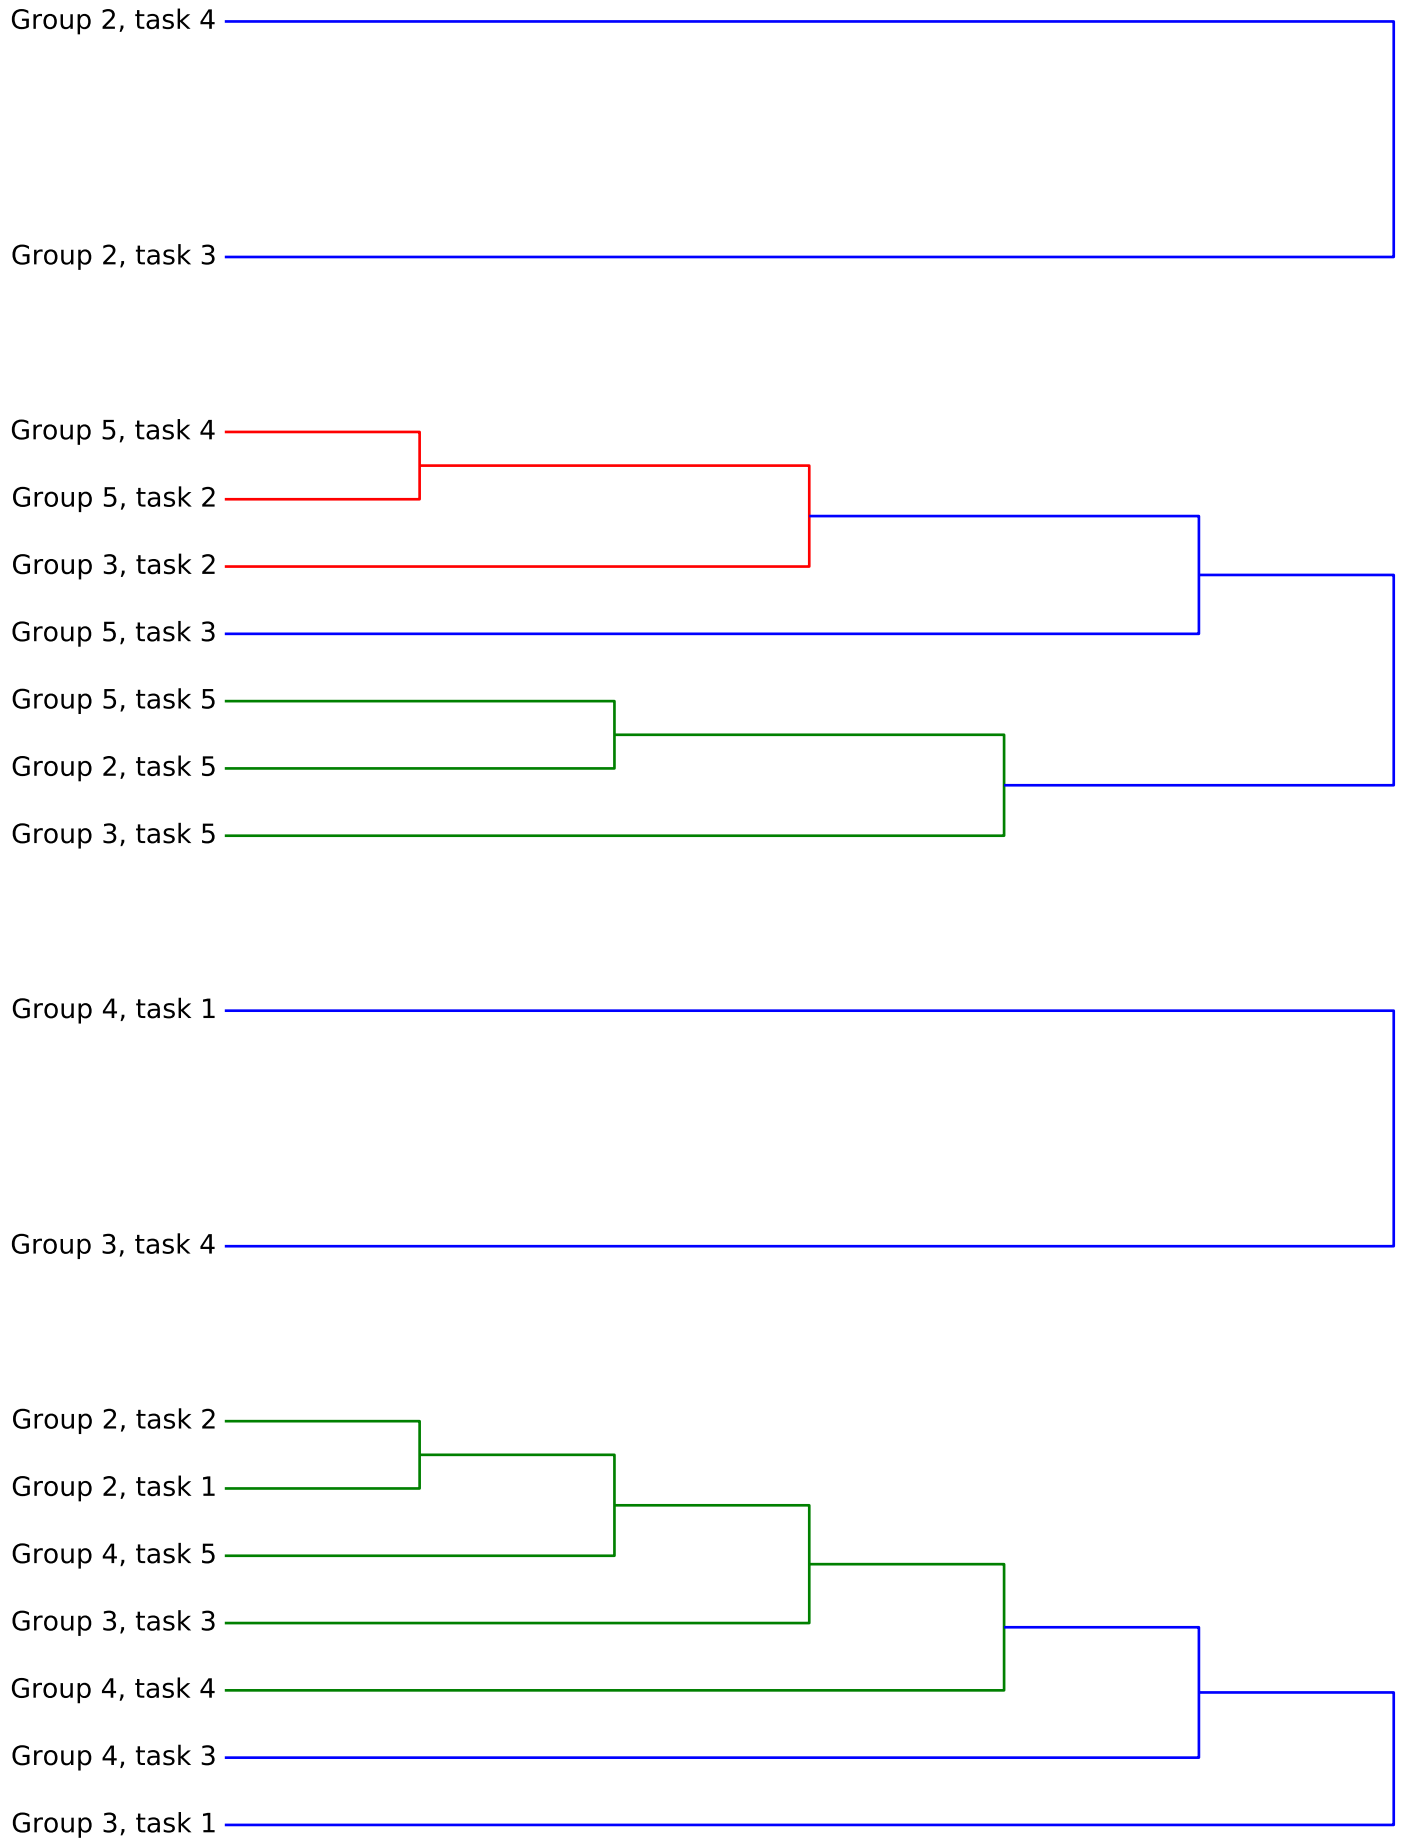 Group 2, task 4
Group 2, task 3
Group 5, task 4
Group 5, task 2
Group 3, task 2
Group 5, task 3
Group 5, task 5
Group 2, task 5
Group 3, task 5
Group 4, task 1
Group 3, task 4
Group 2, task 2
Group 2, task 1
Group 4, task 5
Group 3, task 3
Group 4, task 4
Group 4, task 3
Group 3, task 1